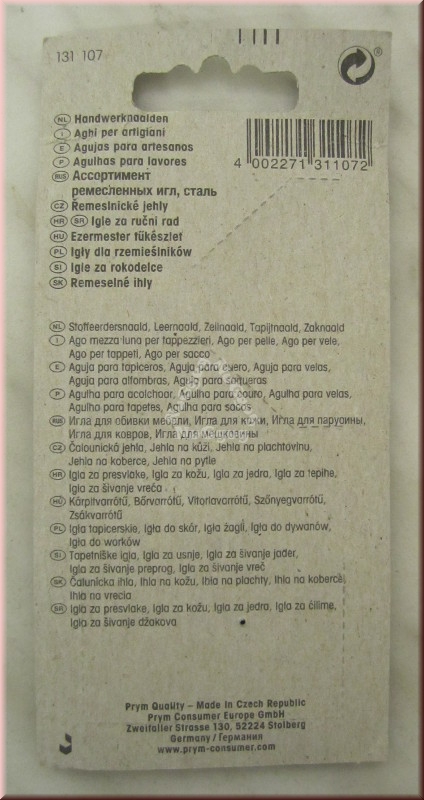 131 107
®
4 002271 311072
NL Handwerknaalden
I Aghi per artigiani
E Agujas para artesanos
P Agulhas para lavores
RUS Ассортимент
ремесленных игл, сталь
CZ Řemeslnické jehly
HR SR Igle za ručni rad
HU Ezermester tűkészlet
PL Igły dla rzemieślników
SI Igle za rokodelce
SK Remeselné ihly
NL Stoffeerdersnaald, Leernaald, Zeilnaald, Tapijtnaald, Zaknaald
I Ago mezza luna per tappezzieri, Ago per pelle, Ago per vele,
Ago per tappeti, Ago per sacco
E Aguja para tapiceros, Aguja para cuero, Aguja para velas,
Aguja para alfombras, Aguja para saqueras
P Agulha para acolchoar, Agulha para couro, Agulha para velas,
Agulha para tapetes, Agulha para sacos
RUS Игла для обивки мебели, Игла для кожи, Игла для парусины,
Игла для ковров, Игла для мешковины
CZ Čalounická jehla, Jehla na kůži, Jehla na plachtovinu,
Jehla na koberce, Jehla na pytle
HR Igla za presvlake, Igla za kožu, Igla za jedra, Igla za tepihe,
Igla za šivanje vreća
HU Kárpitvarrótű, Bőrvarrótű, Vitorlavarrótű, Szőnyegvarrótű,
Zsákvarrótű
PL Igła tapicerskie, Igła do skór, Igła żagli, Igła do dywanów,
Igła do worków
SI Tapetniške igla, Igla za usnje, Igla za šivanje jader,
Igla za šivanje preprog, Igla za šivanje vreč
SK Čalunicka ihla, Ihla na kožu, Ihla na plachty, Ihla na koberce,
Ihla na vrecia
SR Igla za presvlake, Igla za kožu, Igla za jedra, Igla za ćilime,
Igla za šivanje džakova
Prym Quality – Made in Czech Republic
Prym Consumer Europe GmbH
Zweifaller Strasse 130, 52224 Stolberg
Germany/Германия
www.prym-consumer.com